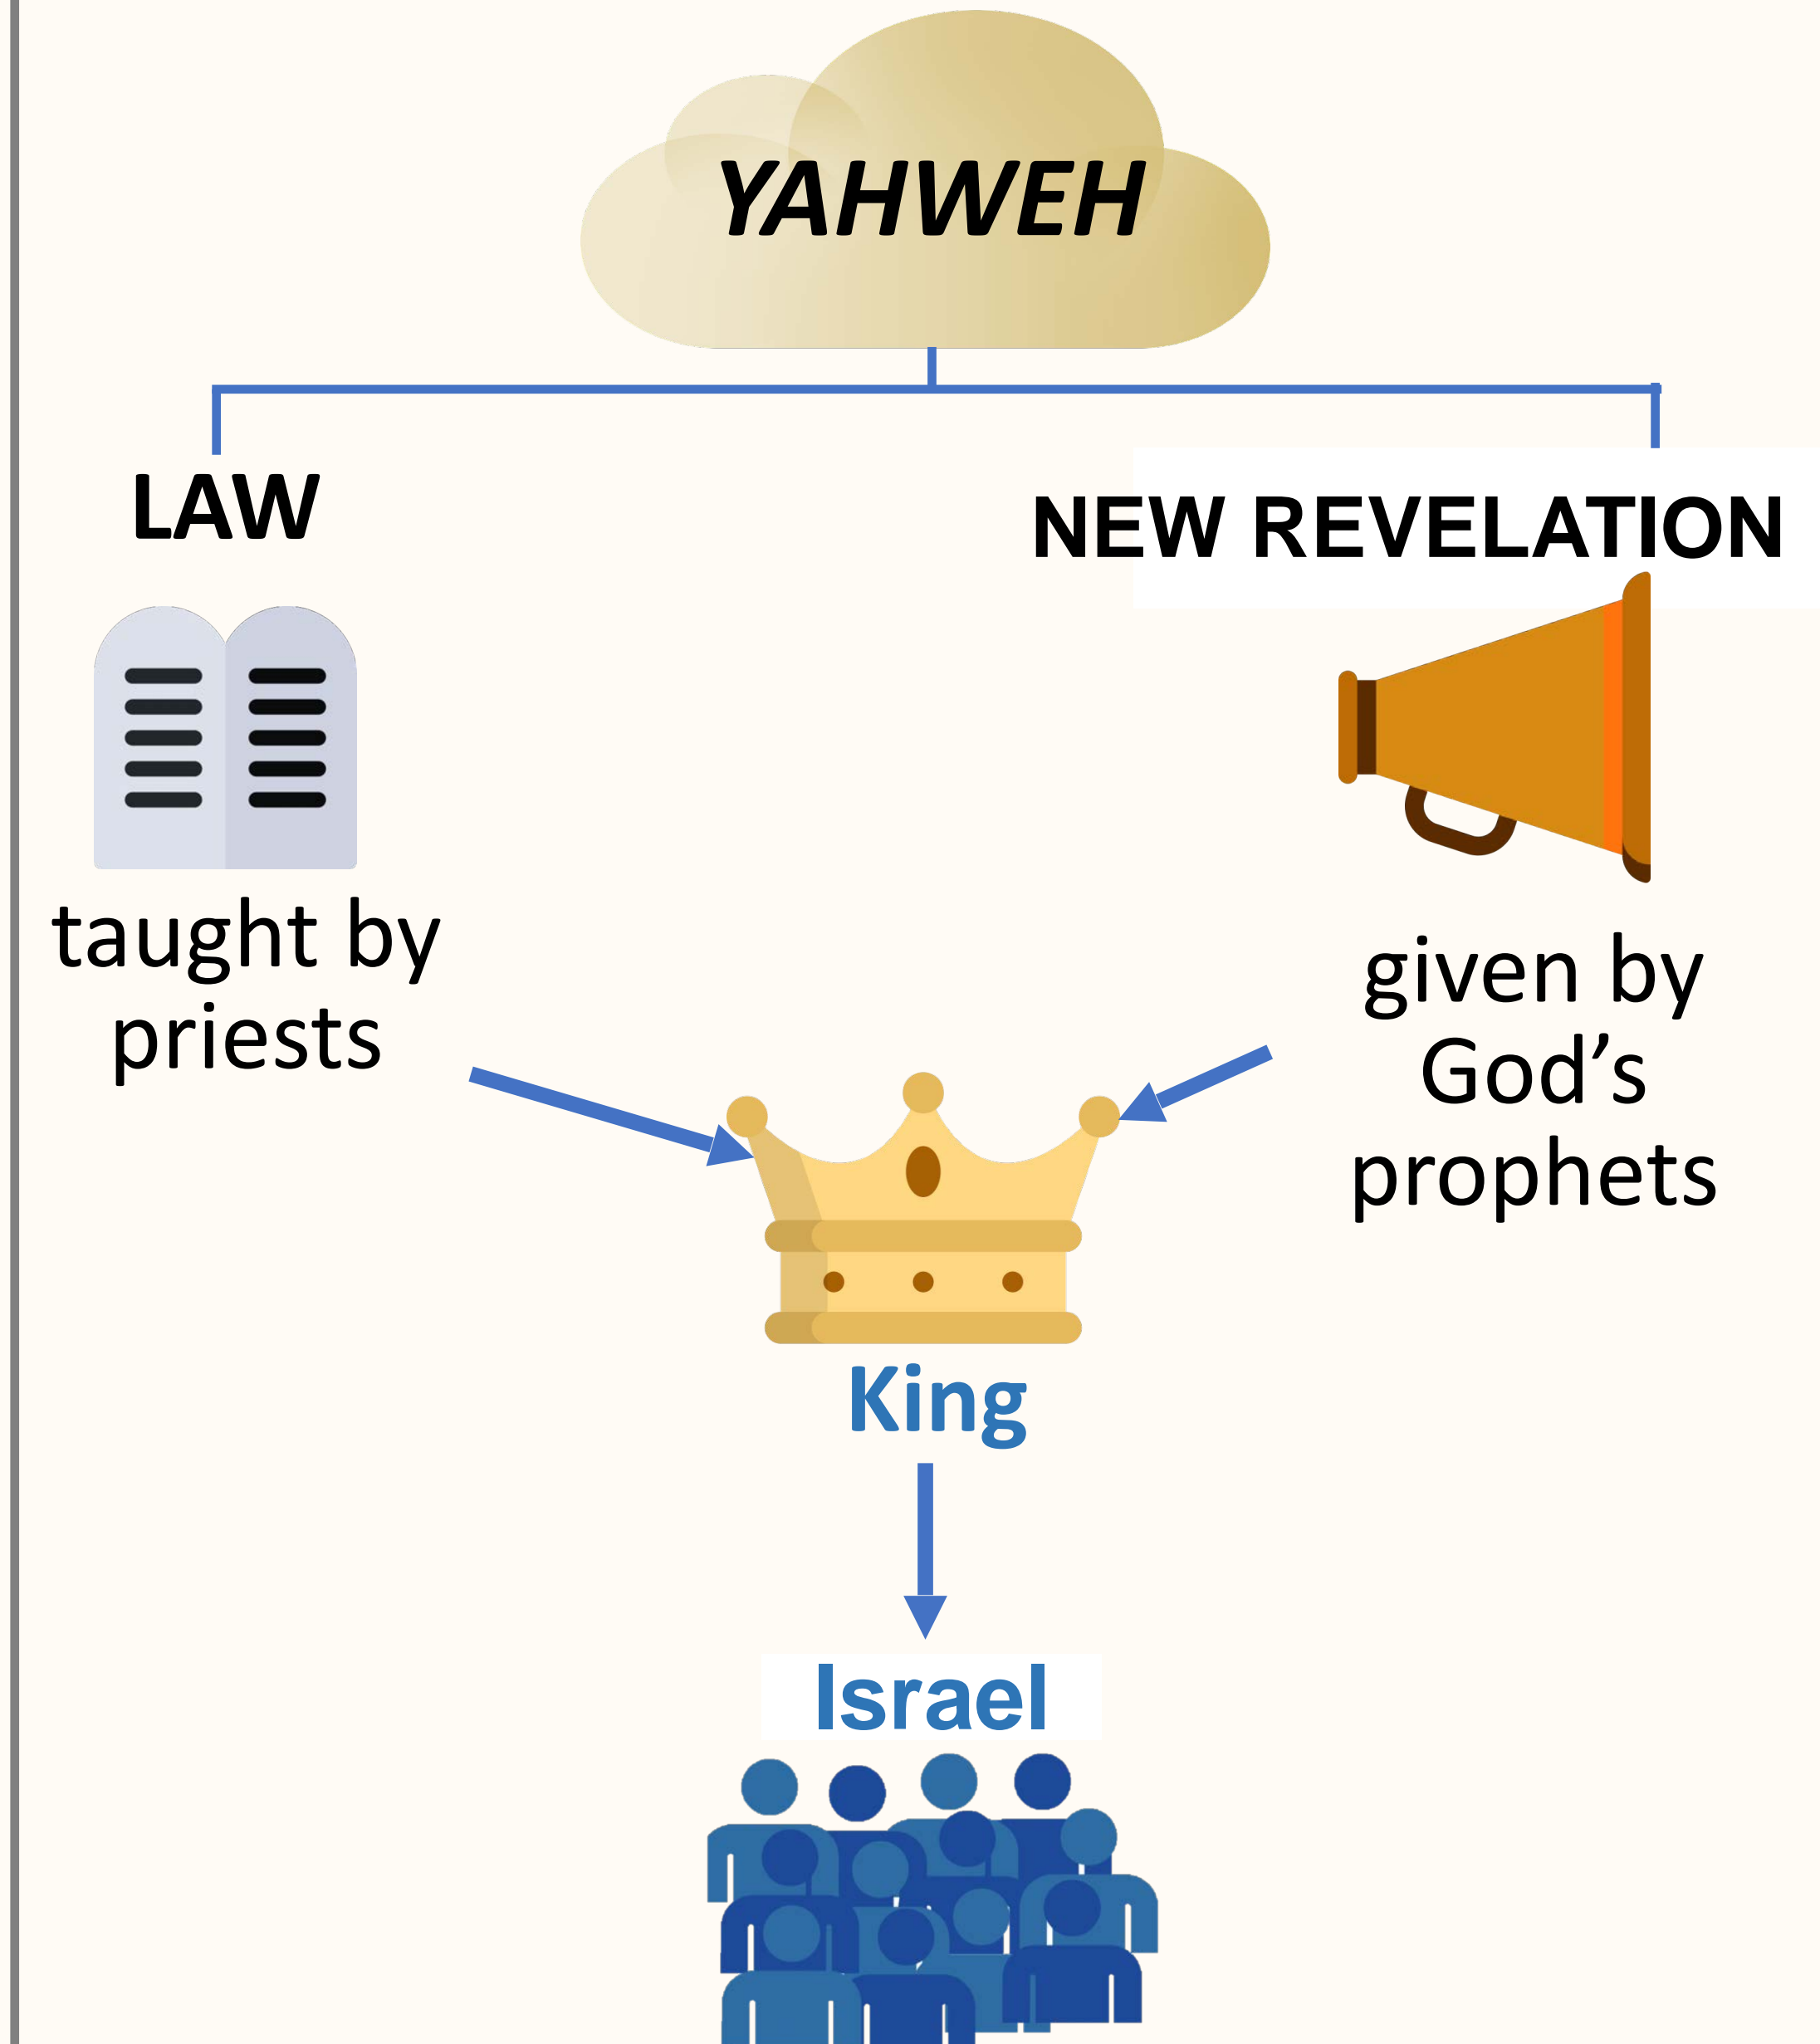 YAHWEH
LAW
NEW REVELATION
taught by
priests
given by
God’s
prophets
King
Israel